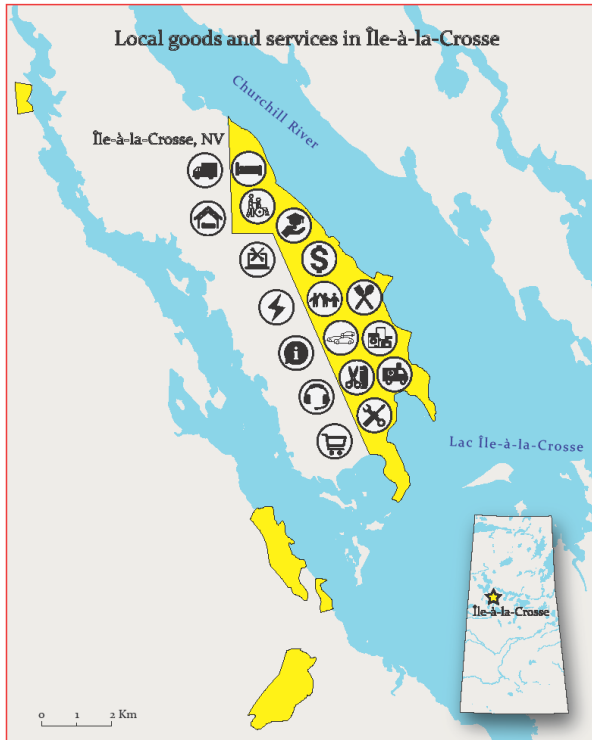 Local goods and services in Île-à-la-Crosse
Churchill River
Île-à-la-Crosse, NV
$
i
Lac Île-à-la-Crosse
Île-à-la-Crosse
0 1 2 Km